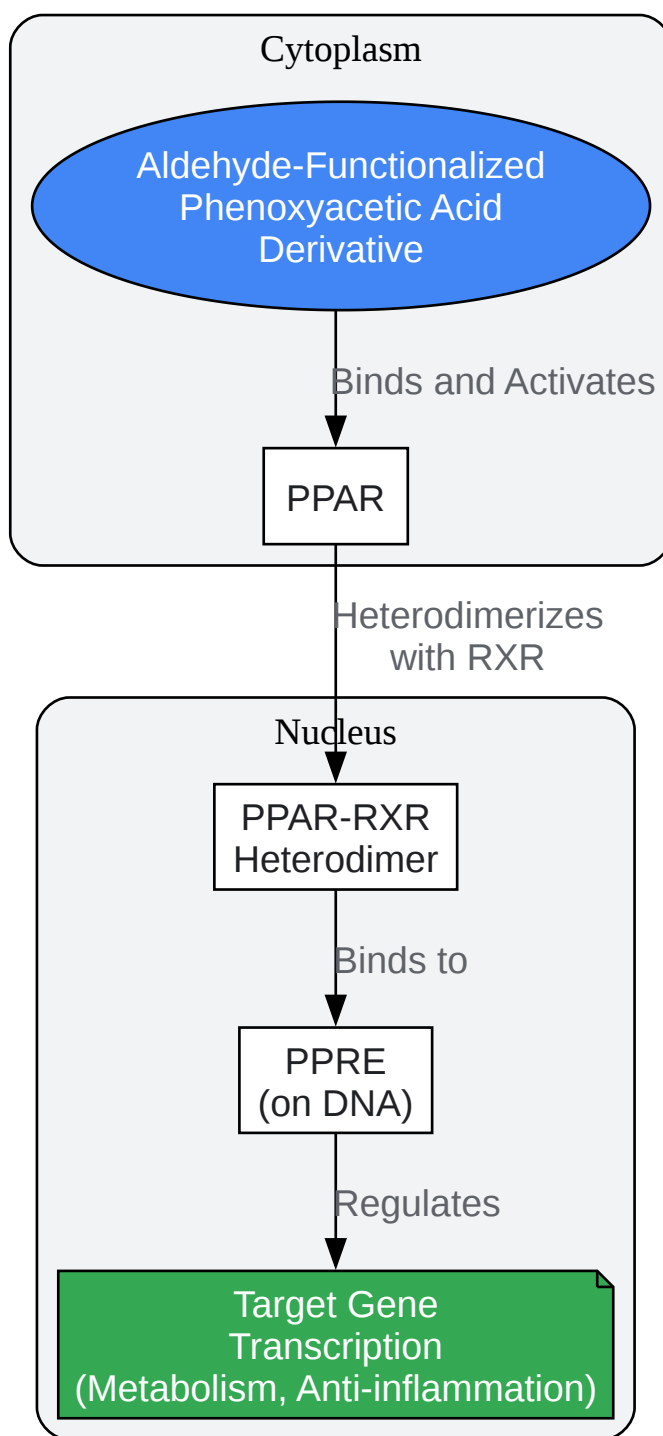 Cytoplasm
Aldehyde-Functionalized
Phenoxyacetic Acid
Derivative
Binds and Activates
PPAR
Heterodimerizes
with RXR
Nucleus
PPAR-RXR
Heterodimer
Binds to
PPRE
(on DNA)
Regulates
Target Gene
Transcription
(Metabolism, Anti-inflammation)